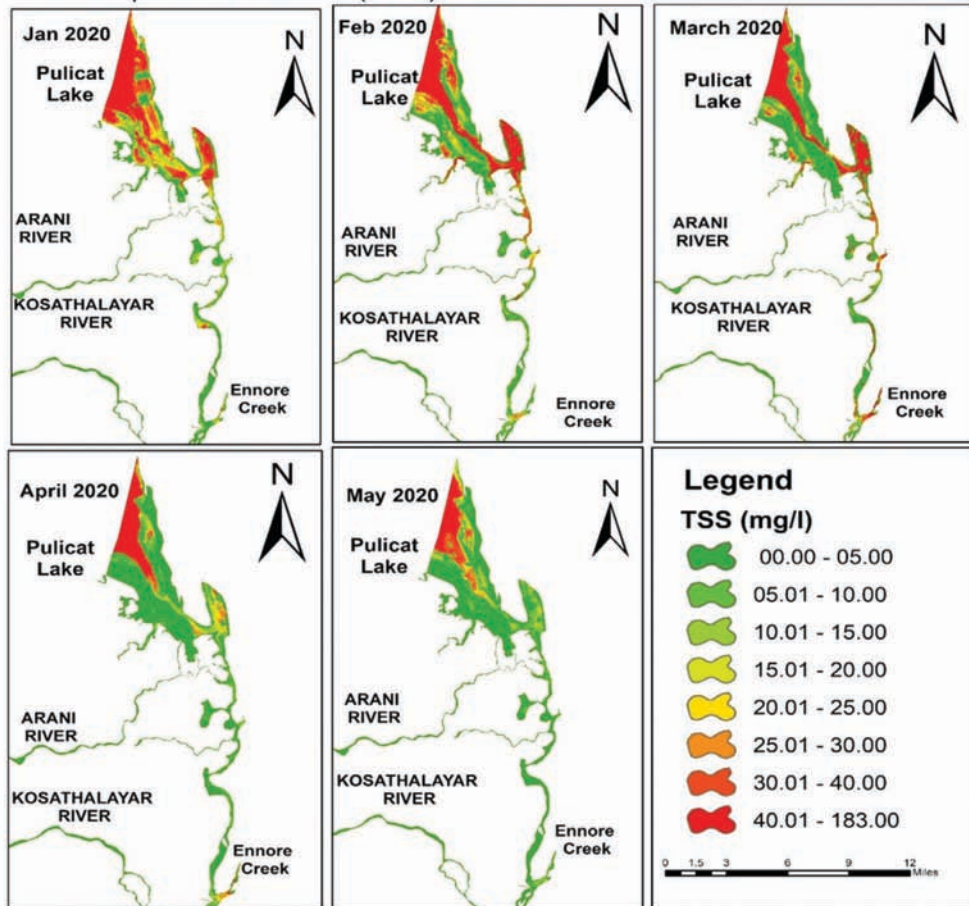 Jan 2020
N
Pulicat
Lake
ARANI
RIVER
KOSATHALAYAR
RIVER
Ennore
Creek
Feb 2020
N
Pulicat
Lake
ARANI
RIVER
KOSATHALAYAR
RIVER
Ennore
Creek
March 2020
N
Pulicat
Lake
ARANI
RIVER
KOSATHALAYAR
RIVER
Ennore
Creek
April 2020
N
Pulicat
Lake
ARANI
RIVER
KOSATHALAYAR
RIVER
Ennore
Creek
May 2020
N
Pulicat
Lake
ARANI
RIVER
KOSATHALAYAR
RIVER
Ennore
Creek
Legend
TSS (mg/l)
00.00 - 05.00
05.01 - 10.00
10.01 - 15.00
15.01 - 20.00
20.01 - 25.00
25.01 - 30.00
30.01 - 40.00
40.01 - 183.00
0 1.5 3 6 9 12
Miles